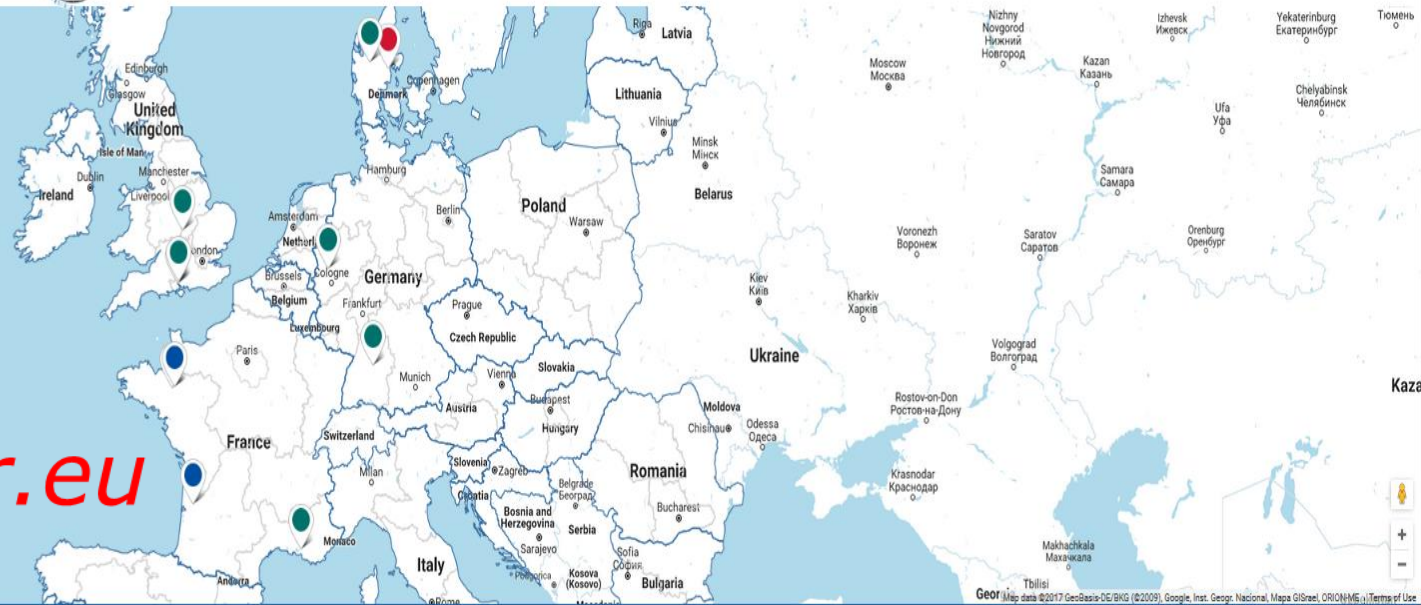 Edinburgh
Glasgow
United
Kingdom
Isle of Man
Dublin
Ireland
Manchester
Liverpool
ondon
Denmark
Copenhagen
Riga
Latvia
Lithuania
Vilnius
Minsk
Мінск
Belarus
Moscow
Москва
Nizhny
Novgorod
Нижний
Новгород
Izhevsk
Ижевск
Yekaterinburg
Екатеринбург
Тюмень
Kazan
Казань
Ufa
Уфа
Chelyabinsk
Челябинск
Samara
Самара
Orenburg
Оренбург
Saratov
Саратов
Voronezh
Воронеж
Hamburg
Berlin
Poland
Warsaw
Amsterdam
Netherl
Brussels
Belgium
Cologne
Germany
Frankfurt
Luxembourg
Prague
Czech Republic
Kiev
Київ
Kharkiv
Харків
Ukraine
Volgograd
Волгоград
Paris
Munich
Vienna
Slovakia
Austria
Budapest
Hungary
Moldova
Chisinau
Odessa
Одеса
Rostov-on-Don
Ростов-на-Дону
Kaza
France
Switzerland
Milan
Slovenia
Zagreb
Croatia
Belgrade
Београд
Romania
Bucharest
Krasnodar
Краснодар
r.eu
Bosnia and
Herzegovina
Serbia
Sarajevo
Monaco
Italy
Andorra
Podgorica
Kosova
(Kosovo)
Sofia
София
Bulgaria
Makhachkala
Махачкала
Tbilisi
Geor
Rome
Map data ©2017 GeoBasis-DE/BKG (©2009), Google, Inst. Geogr. Nacional, Mapa GISrael, ORION-ME
Terms of Use